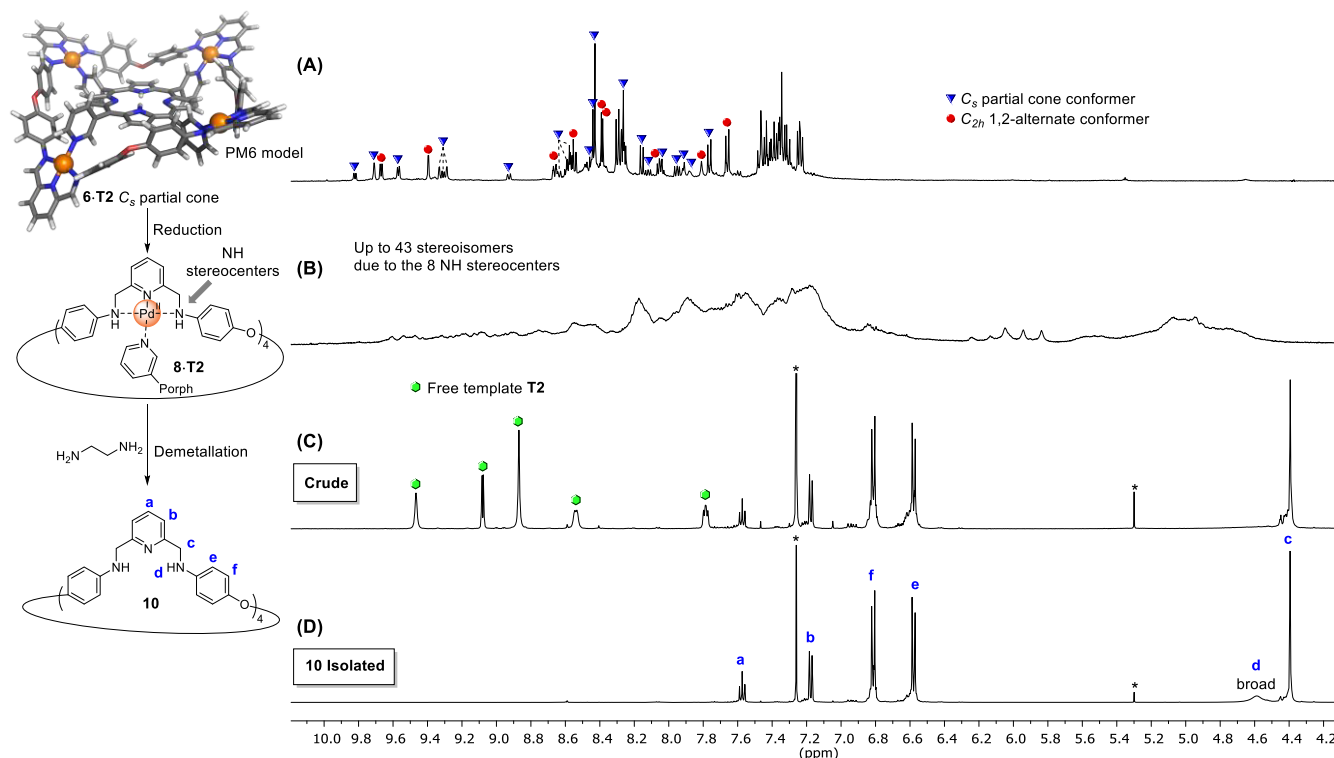 (A)
Cs partial cone conformer
C2h 1,2-alternate conformer
PM6 model
6·T2 Cs partial cone
Reduction
NH
stereocenters
N
Pd II
N
H
N
H
N
O
4
8·T2
Porph
(B)
Up to 43 stereoisomers
due to the 8 NH stereocenters
Free template T2
*
(C)
Crude
*
H2N
NH2
Demetallation
a
b
N
c
NH
d
HN
e
f
10
O
4
(D)
10 Isolated
a
*
b
f
e
*
d
broad
c
10.0 9.8 9.6 9.4 9.2 9.0 8.8 8.6 8.4 8.2 8.0 7.8 7.6 7.4 7.2 7.0 6.8 6.6 6.4 6.2 6.0 5.8 5.6 5.4 5.2 5.0 4.8 4.6 4.4 4.2
(ppm)